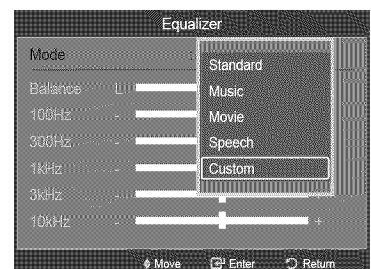 Equalizer
Mode :
Standard
Music
Movie
Speech
Custom
Balance L
100Hz - 
300Hz -
1kHz -
3kHz - +
10kHz - +
Move Enter Return